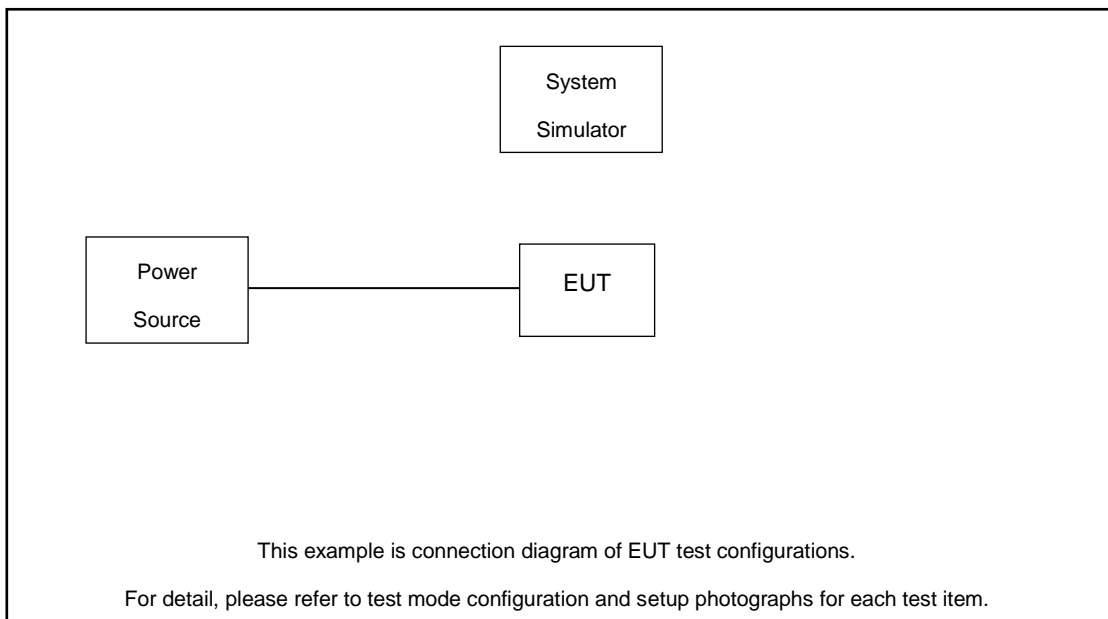 System
Simulator
Power
Source
EUT
This example is connection diagram of EUT test configurations.
For detail, please refer to test mode configuration and setup photographs for each test item.